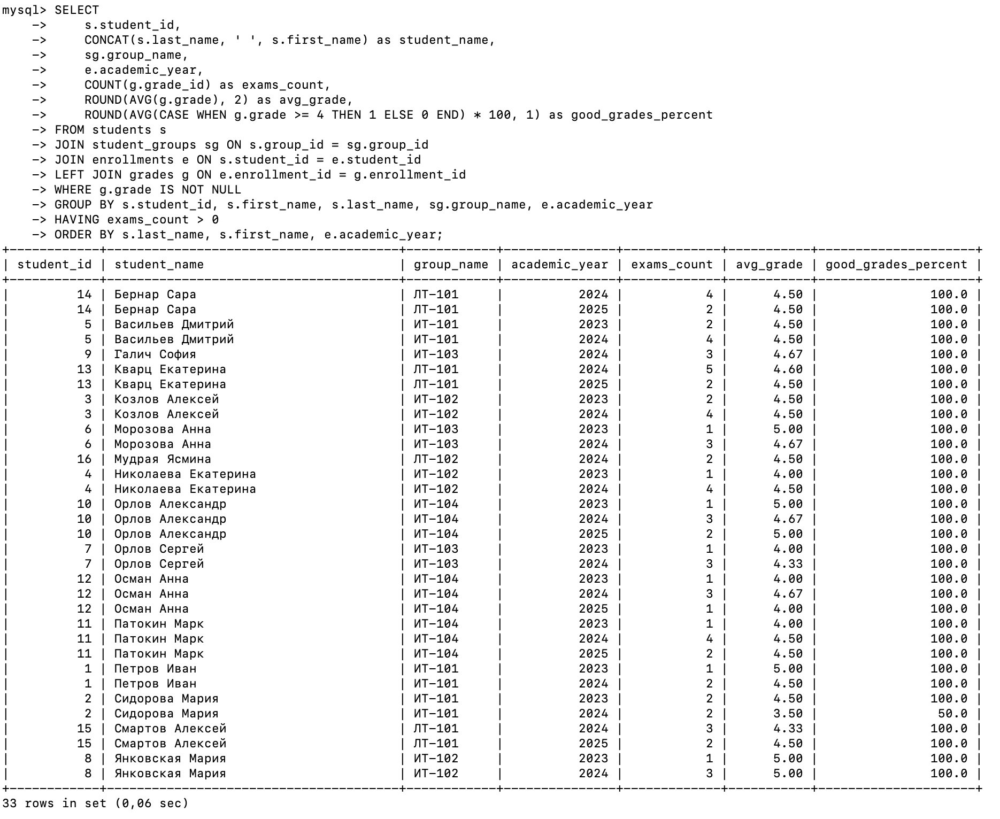 mysql> SELECT
    ->     s.student_id,
    ->     CONCAT(s.last_name, ' ', s.first_name) as student_name,
    ->     sg.group_name,
    ->     e.academic_year,
    ->     COUNT(g.grade_id) as exams_count,
    ->     ROUND(AVG(g.grade), 2) as avg_grade,
    ->     ROUND(AVG(CASE WHEN g.grade >= 4 THEN 1 ELSE 0 END) * 100, 1) as good_grades_percent
    -> FROM students s
    -> JOIN student_groups sg ON s.group_id = sg.group_id
    -> JOIN enrollments e ON s.student_id = e.student_id
    -> LEFT JOIN grades g ON e.enrollment_id = g.enrollment_id
    -> WHERE g.grade IS NOT NULL
    -> GROUP BY s.student_id, s.first_name, s.last_name, sg.group_name, e.academic_year
    -> HAVING exams_count > 0
    -> ORDER BY s.last_name, s.first_name, e.academic_year;
+------------+---------------------------------------+------------+---------------+-------------+-----------+---------------------+
| student_id | student_name | group_name | academic_year | exams_count | avg_grade | good_grades_percent |
+------------+---------------------------------------+------------+---------------+-------------+-----------+---------------------+
| 14 | Бернар Сара | ЛТ-101 | 2024 | 4 | 4.50 | 100.0 |
| 14 | Бернар Сара | ЛТ-101 | 2025 | 2 | 4.50 | 100.0 |
| 5 | Васильев Дмитрий | ИТ-101 | 2023 | 2 | 4.50 | 100.0 |
| 5 | Васильев Дмитрий | ИТ-101 | 2024 | 4 | 4.50 | 100.0 |
| 9 | Галич София | ИТ-103 | 2024 | 3 | 4.67 | 100.0 |
| 13 | Кварц Екатерина | ЛТ-101 | 2024 | 5 | 4.60 | 100.0 |
| 13 | Кварц Екатерина | ЛТ-101 | 2025 | 2 | 4.50 | 100.0 |
| 3 | Козлов Алексей | ИТ-102 | 2023 | 2 | 4.50 | 100.0 |
| 3 | Козлов Алексей | ИТ-102 | 2024 | 4 | 4.50 | 100.0 |
| 6 | Морозова Анна | ИТ-103 | 2023 | 1 | 5.00 | 100.0 |
| 6 | Морозова Анна | ИТ-103 | 2024 | 3 | 4.67 | 100.0 |
| 16 | Мудрая Ясмина | ЛТ-102 | 2024 | 2 | 4.50 | 100.0 |
| 4 | Николаева Екатерина | ИТ-102 | 2023 | 1 | 4.00 | 100.0 |
| 4 | Николаева Екатерина | ИТ-102 | 2024 | 4 | 4.50 | 100.0 |
| 10 | Орлов Александр | ИТ-104 | 2023 | 1 | 5.00 | 100.0 |
| 10 | Орлов Александр | ИТ-104 | 2024 | 3 | 4.67 | 100.0 |
| 10 | Орлов Александр | ИТ-104 | 2025 | 2 | 5.00 | 100.0 |
| 7 | Орлов Сергей | ИТ-103 | 2023 | 1 | 4.00 | 100.0 |
| 7 | Орлов Сергей | ИТ-103 | 2024 | 3 | 4.33 | 100.0 |
| 12 | Осман Анна | ИТ-104 | 2023 | 1 | 4.00 | 100.0 |
| 12 | Осман Анна | ИТ-104 | 2024 | 3 | 4.67 | 100.0 |
| 12 | Осман Анна | ИТ-104 | 2025 | 1 | 4.00 | 100.0 |
| 11 | Патокин Марк | ИТ-104 | 2023 | 1 | 4.00 | 100.0 |
| 11 | Патокин Марк | ИТ-104 | 2024 | 4 | 4.50 | 100.0 |
| 11 | Патокин Марк | ИТ-104 | 2025 | 2 | 4.50 | 100.0 |
| 1 | Петров Иван | ИТ-101 | 2023 | 1 | 5.00 | 100.0 |
| 1 | Петров Иван | ИТ-101 | 2024 | 2 | 4.50 | 100.0 |
| 2 | Сидорова Мария | ИТ-101 | 2023 | 2 | 4.50 | 100.0 |
| 2 | Сидорова Мария | ИТ-101 | 2024 | 2 | 3.50 | 50.0 |
| 15 | Смартов Алексей | ЛТ-101 | 2024 | 3 | 4.33 | 100.0 |
| 15 | Смартов Алексей | ЛТ-101 | 2025 | 2 | 4.50 | 100.0 |
| 8 | Янковская Мария | ИТ-102 | 2023 | 1 | 5.00 | 100.0 |
| 8 | Янковская Мария | ИТ-102 | 2024 | 3 | 5.00 | 100.0 |
+------------+---------------------------------------+------------+---------------+-------------+-----------+---------------------+
33 rows in set (0,06 sec)